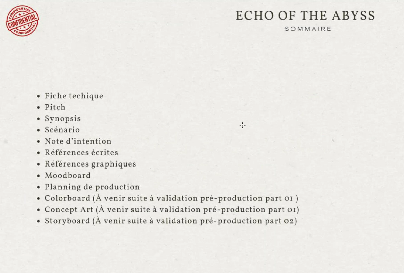 CONFIDENTIAL
ECHO OF THE ABYSS
SOMMAIRE
• Fiche techique
• Pitch
• Synopsis
• Scénario
• Note d'intention
• Références écrites
• Références graphiques
• Moodboard
• Planning de production
• Colorboard (À venir suite à validation pré-production part 01 )
• Concept Art (À venir suite à validation pré-production part 01)
• Storyboard (À venir suite à validation pré-production part 02)